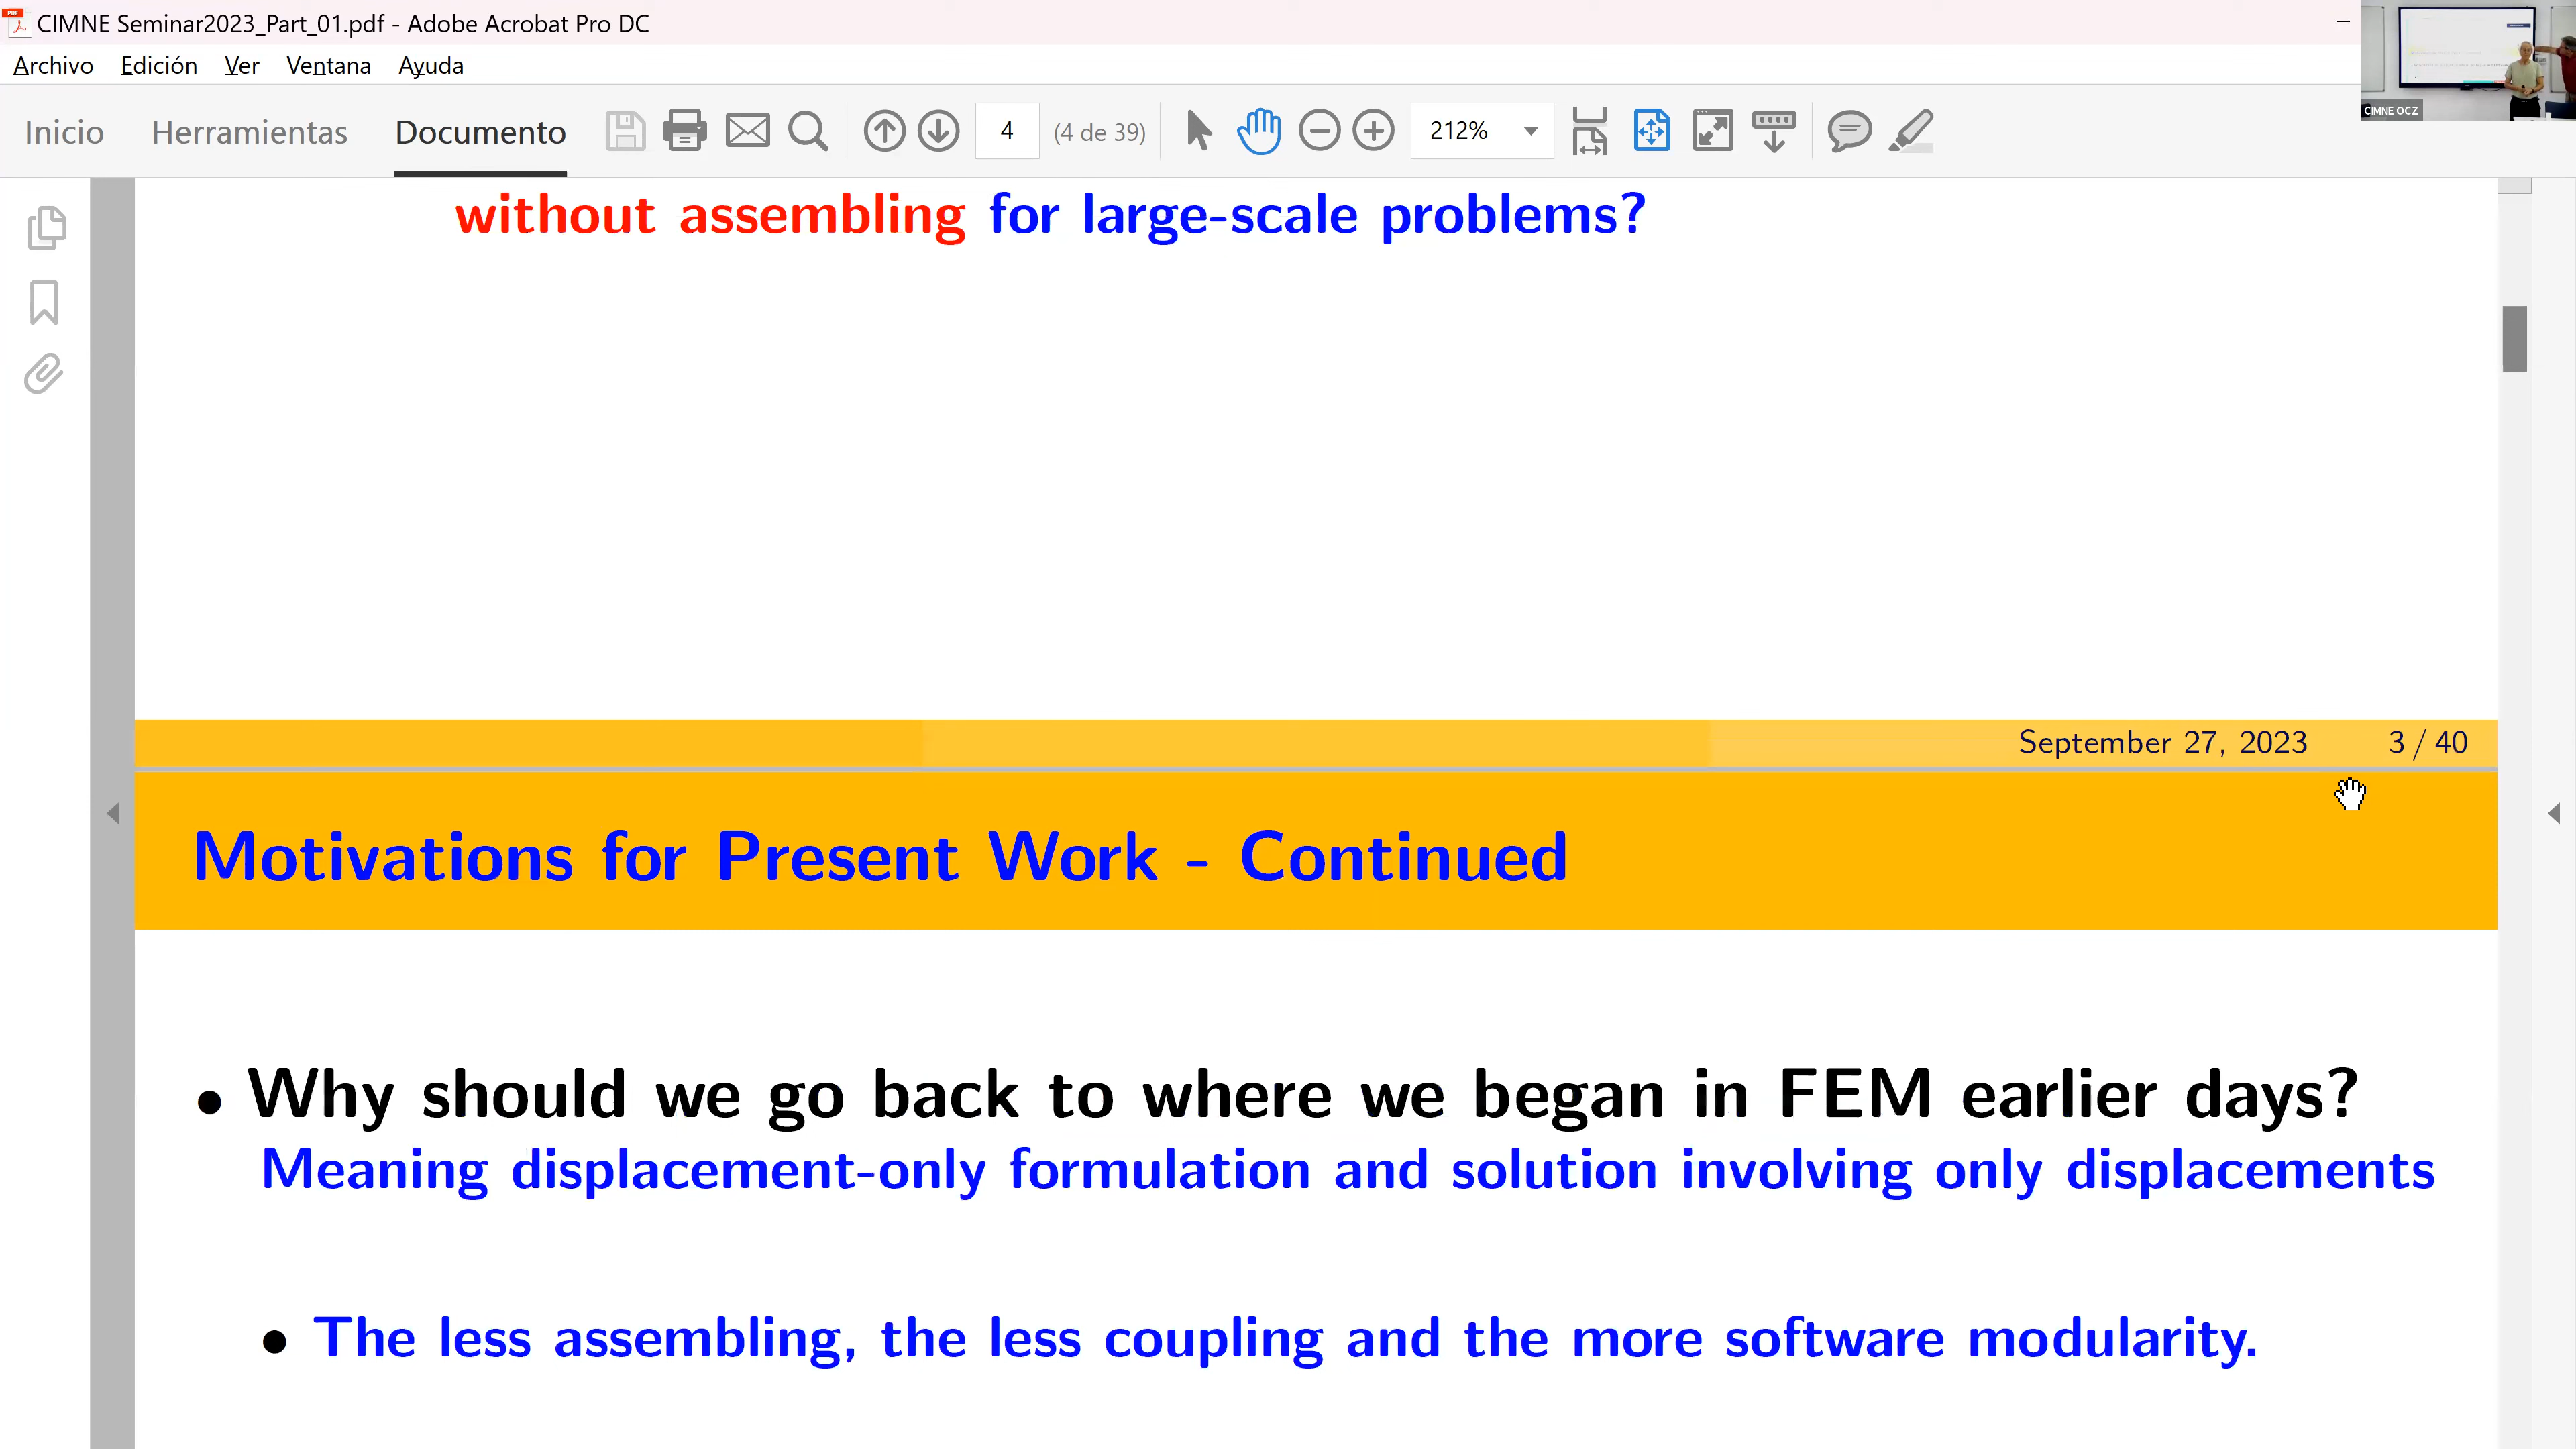 CIMNE Seminar2023_Part_01.pdf - Adobe Acrobat Pro DC
Archivo Edición Ver Ventana Ayuda
Inicio Herramientas Documento 4 (4 de 39) 212%
CIMNE OCZ
without assembling for large-scale problems?
September 27, 2023 3 / 40
Motivations for Present Work - Continued
• Why should we go back to where we began in FEM earlier days?
Meaning displacement-only formulation and solution involving only displacements
• The less assembling, the less coupling and the more software modularity.